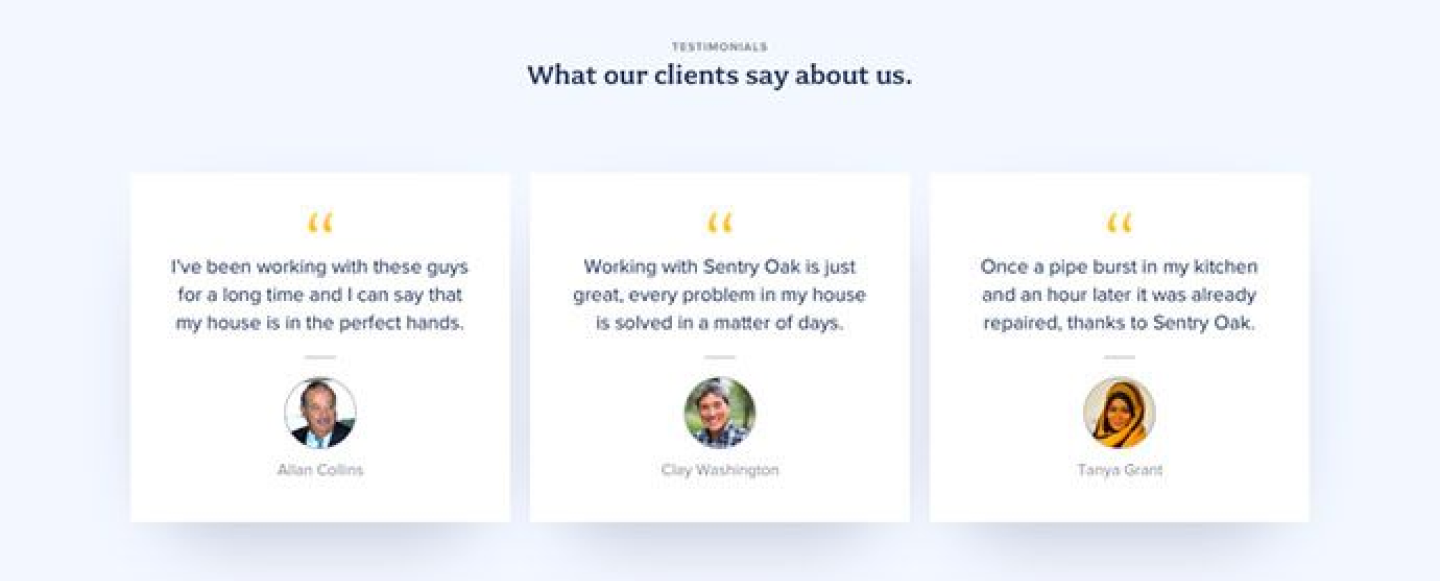 TESTIMONIALS
What our clients say about us.
“
I've been working with these guys
for a long time and I can say that
my house is in the perfect hands.
Allan Collins
“
Working with Sentry Oak is just
great, every problem in my house
is solved in a matter of days.
Clay Washington
“
Once a pipe burst in my kitchen
and an hour later it was already
repaired, thanks to Sentry Oak.
Tanya Grant